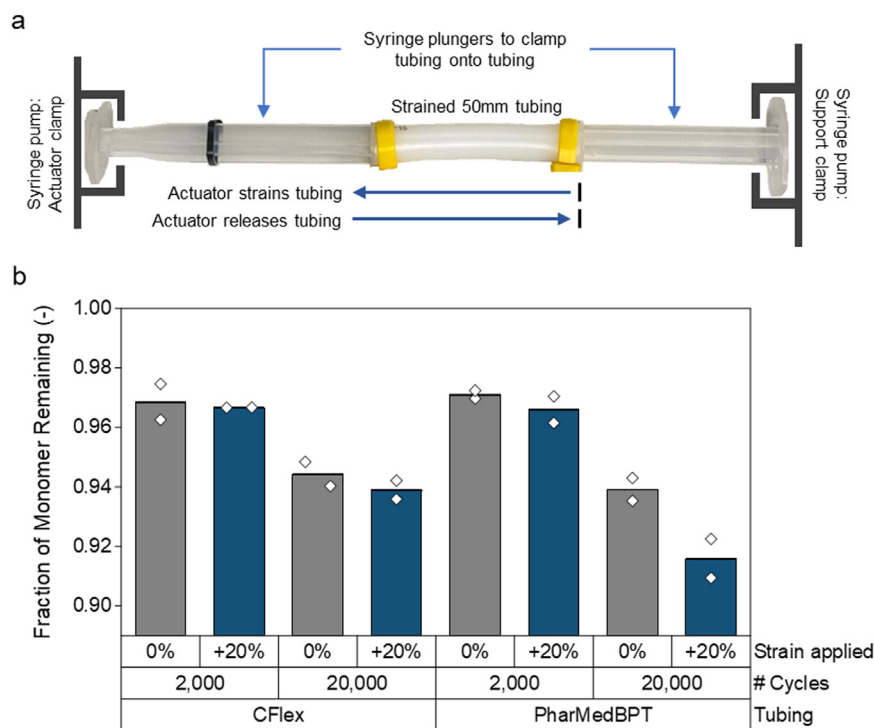 a
Syringe plungers to clamp
tubing onto tubing
Strained 50mm tubing
Syringe pump:
Actuator clamp
Syringe pump:
Support clamp
Actuator strains tubing
Actuator releases tubing
b
Fraction of Monomer Remaining (-)
1.00
0.98
0.96
0.94
0.92
0.90
0% +20% 0% +20% 0% +20% 0% +20% Strain applied
2,000 20,000 2,000 20,000 # Cycles
CFlex PharMedBPT Tubing